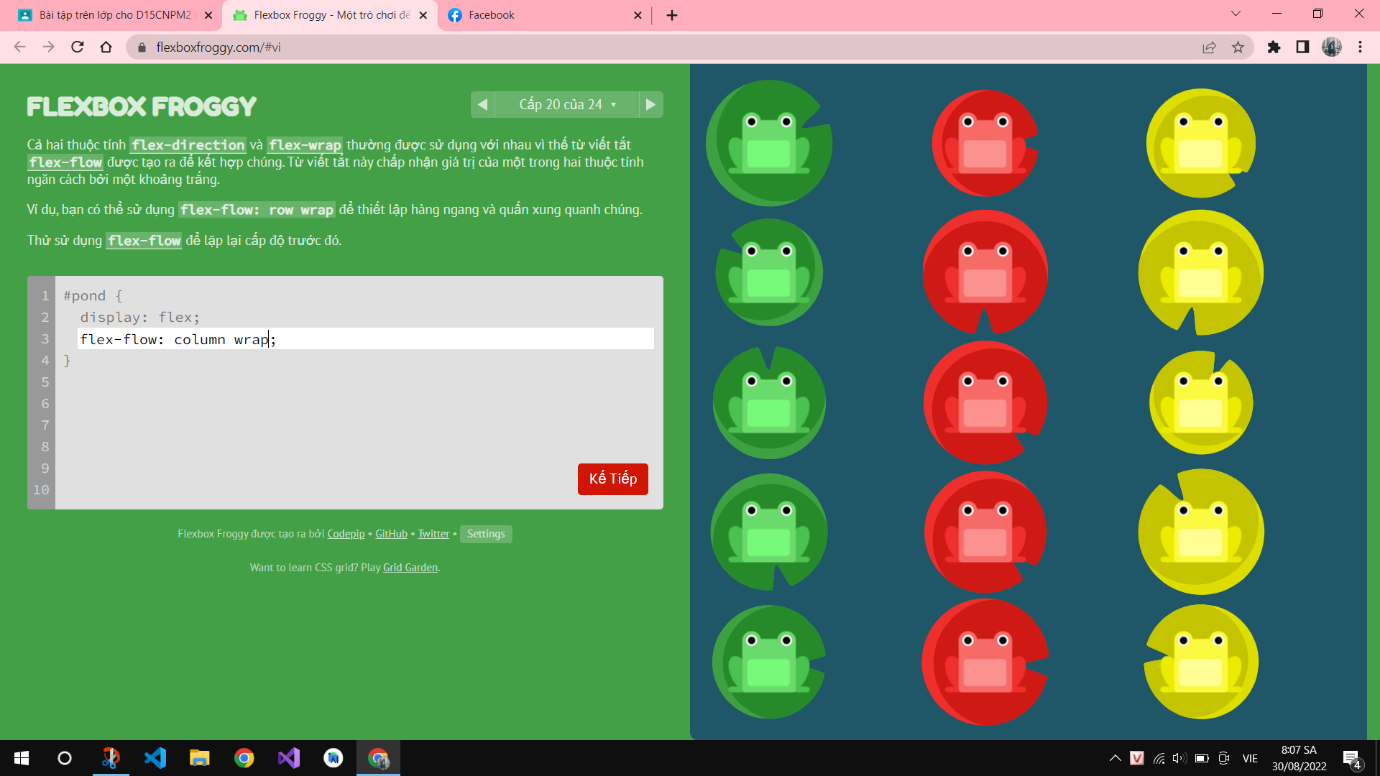 Bài tập trên lớp cho D15CNPM2
Flexbox Froggy - Một trò chơi để
Facebook
flexboxfroggy.com/#vi
FLEXBOX FROGGY
Cấp 20 của 24
Cả hai thuộc tính flex-direction và flex-wrap thường được sử dụng với nhau vì thế từ viết tắt
flex-flow được tạo ra để kết hợp chúng. Từ viết tắt này chấp nhận giá trị của một trong hai thuộc tính
ngăn cách bởi một khoảng trắng.
Ví dụ, bạn có thể sử dụng flex-flow: row wrap để thiết lập hàng ngang và quấn xung quanh chúng.
Thử sử dụng flex-flow để lặp lại cấp độ trước đó.
1 #pond {
2 display: flex;
3 flex-flow: column wrap;
4 }
5
6
7
8
9
10
Kế Tiếp
Flexbox Froggy được tạo ra bởi Codepip • GitHub • Twitter • Settings
Want to learn CSS grid? Play Grid Garden.
VIE
8:07 SA
30/08/2022
4